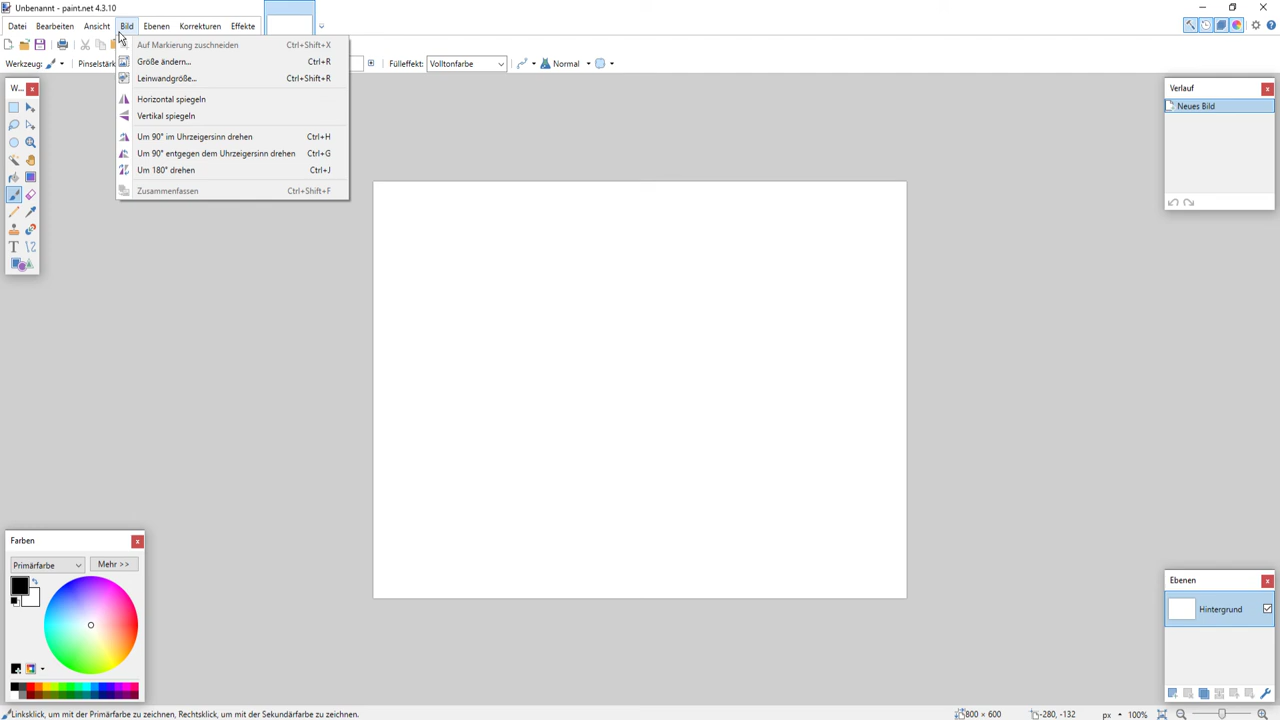 Unbenannt - paint.net 4.3.10
Datei Bearbeiten Ansicht Bild Ebenen Korrekturen Effekte
Auf Markierung zuschneiden Ctrl+Shift+X
Größe ändern... Ctrl+R
Leinwandgröße... Ctrl+Shift+R
Horizontal spiegeln
Vertikal spiegeln
Um 90° im Uhrzeigersinn drehen Ctrl+H
Um 90° entgegen dem Uhrzeigersinn drehen Ctrl+G
Um 180° drehen Ctrl+J
Zusammenfassen Ctrl+Shift+F
Werkzeug: Pinselstärk Fülleffekt: Volltonfarbe Normal
W...
Verlauf
Neues Bild
Farben
Primärfarbe Mehr >>
Ebenen
Hintergrund
Linksklick, um mit der Primärfarbe zu zeichnen, Rechtsklick, um mit der Sekundärfarbe zu zeichnen. 800 × 600 -280, -132 px 100%